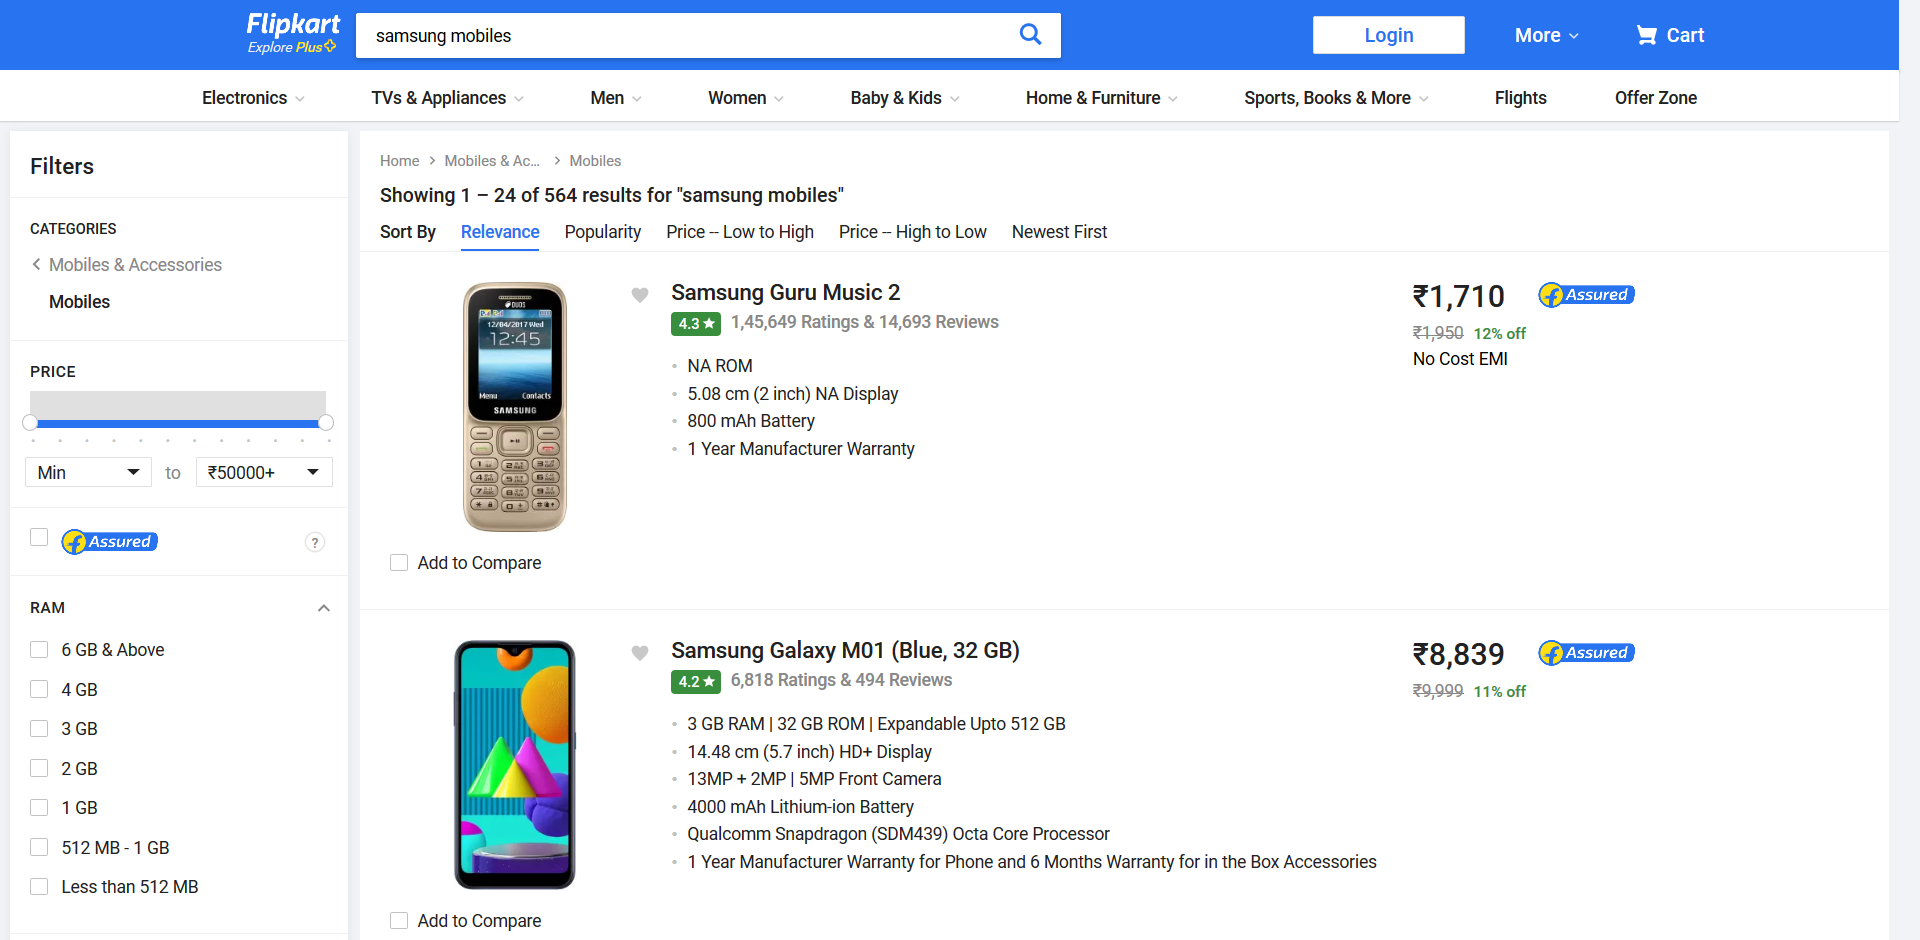 Flipkart
Explore Plus
samsung mobiles
Login
More
Cart
Electronics
TVs & Appliances
Men
Women
Baby & Kids
Home & Furniture
Sports, Books & More
Flights
Offer Zone
Filters
CATEGORIES
Mobiles & Accessories
Mobiles
PRICE
Min
to
₹50000+
Assured
?
RAM
6 GB & Above
4 GB
3 GB
2 GB
1 GB
512 MB - 1 GB
Less than 512 MB
Home
Mobiles & Ac...
Mobiles
Showing 1 – 24 of 564 results for "samsung mobiles"
Sort By
Relevance
Popularity
Price -- Low to High
Price -- High to Low
Newest First
DUOS
12/04/2017 Wed
12:45
Menu
Contacts
SAMSUNG
Add to Compare
Samsung Guru Music 2
4.3★
1,45,649 Ratings & 14,693 Reviews
NA ROM
5.08 cm (2 inch) NA Display
800 mAh Battery
1 Year Manufacturer Warranty
₹1,710
Assured
₹1,950 12% off
No Cost EMI
Samsung Galaxy M01 (Blue, 32 GB)
4.2★
6,818 Ratings & 494 Reviews
3 GB RAM | 32 GB ROM | Expandable Upto 512 GB
14.48 cm (5.7 inch) HD+ Display
13MP + 2MP | 5MP Front Camera
4000 mAh Lithium-ion Battery
Qualcomm Snapdragon (SDM439) Octa Core Processor
1 Year Manufacturer Warranty for Phone and 6 Months Warranty for in the Box Accessories
₹8,839
Assured
₹9,999 11% off
Add to Compare